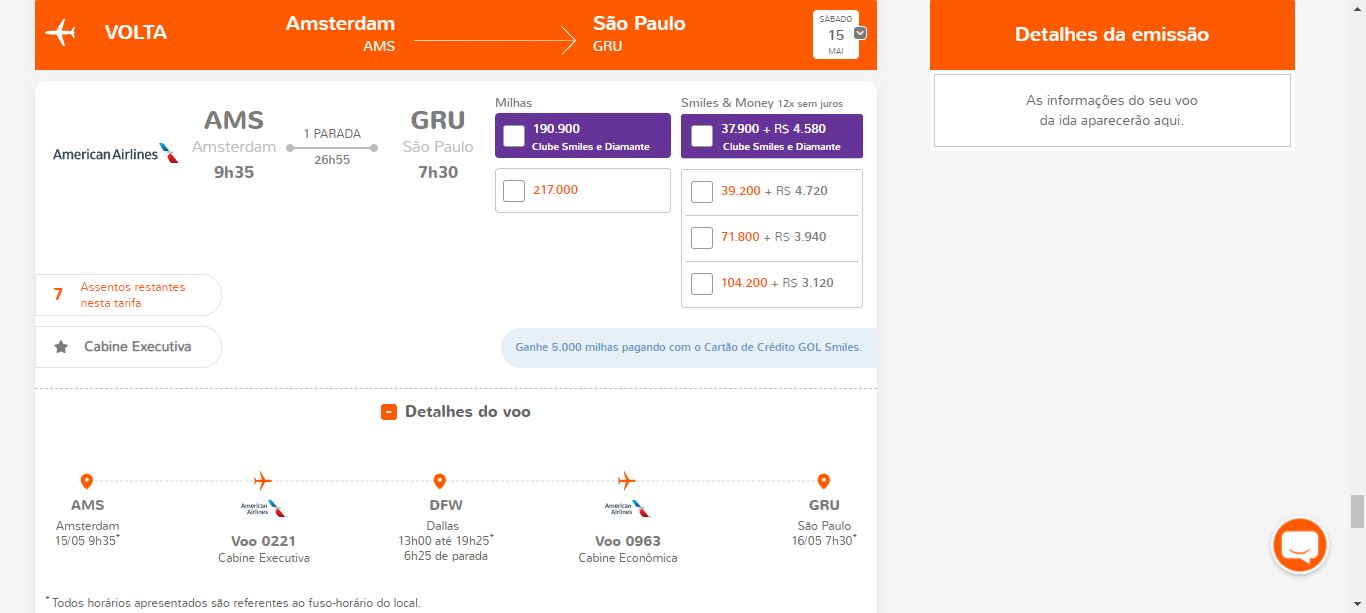 VOLTA
Amsterdam
AMS
São Paulo
GRU
SÁBADO
15
MAI
Detalhes da emissão
As informações do seu voo
da ida aparecerão aqui.
American Airlines
AMS
Amsterdam
9h35
1 PARADA
26h55
GRU
São Paulo
7h30
Milhas
190.900
Clube Smiles e Diamante
217.000
Smiles & Money 12x sem juros
37.900 + R$ 4.580
Clube Smiles e Diamante
39.200 + R$ 4.720
71.800 + R$ 3.940
104.200 + R$ 3.120
7 Assentos restantes
nesta tarifa
Cabine Executiva
Ganhe 5.000 milhas pagando com o Cartão de Crédito GOL Smiles.
Detalhes do voo
AMS
Amsterdam
15/05 9h35*
American
Airlines
Voo 0221
Cabine Executiva
DFW
Dallas
13h00 até 19h25*
6h25 de parada
American
Airlines
Voo 0963
Cabine Econômica
GRU
São Paulo
16/05 7h30*
* Todos horários apresentados são referentes ao fuso-horário do local.